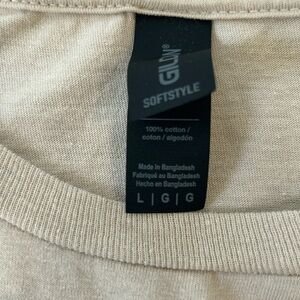 GILDAN
SOFTSTYLE
100% cotton /
coton / algodón
Made in Bangladesh
Fabriqué au Bangladesh
Hecho en Bangladesh
L | G | G